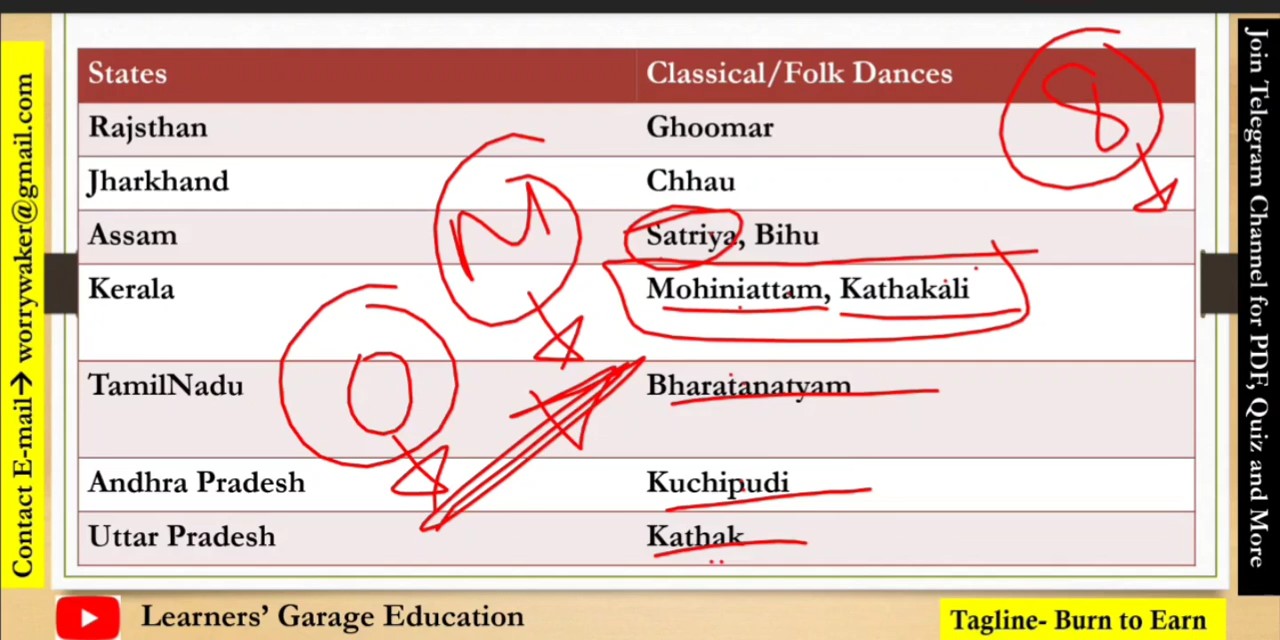 States Classical/Folk Dances
Rajsthan Ghoomar
Jharkhand Chhau
Assam Satriya, Bihu
Kerala Mohiniattam, Kathakali
TamilNadu Bharatanatyam
Andhra Pradesh Kuchipudi
Uttar Pradesh Kathak
8
M
O
Contact E-mail→ worrywaker@gmail.com
Join Telegram Channel for PDF, Quiz and More
Learners' Garage Education
Tagline- Burn to Earn